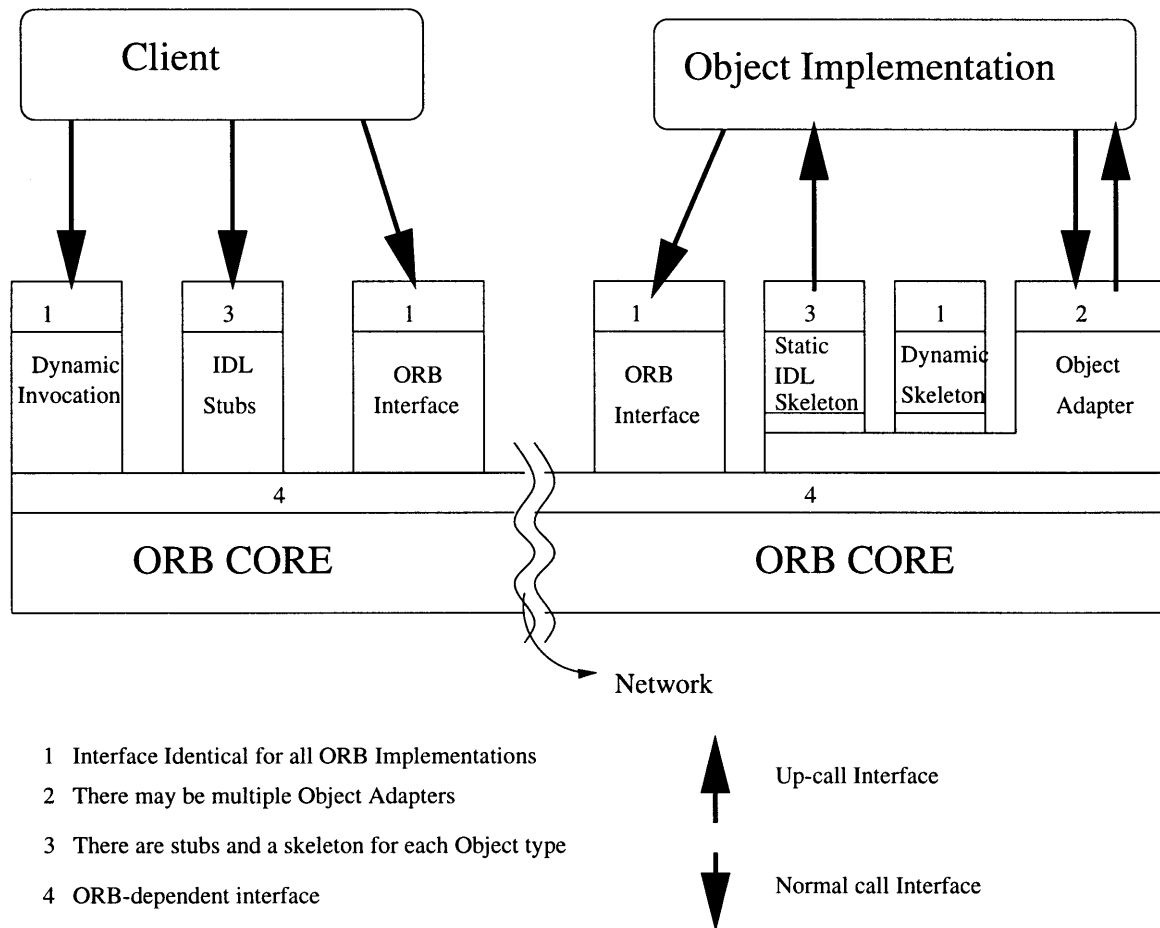 Client
Object Implementation
1
3
1
1
3
1
2
Dynamic
Invocation
IDL
Stubs
ORB
Interface
ORB
Interface
Static
IDL
Skeleton
Dynamic
Skeleton
Object
Adapter
4
4
ORB CORE
ORB CORE
Network
1 Interface Identical for all ORB Implementations
2 There may be multiple Object Adapters
3 There are stubs and a skeleton for each Object type
4 ORB-dependent interface
Up-call Interface
Normal call Interface